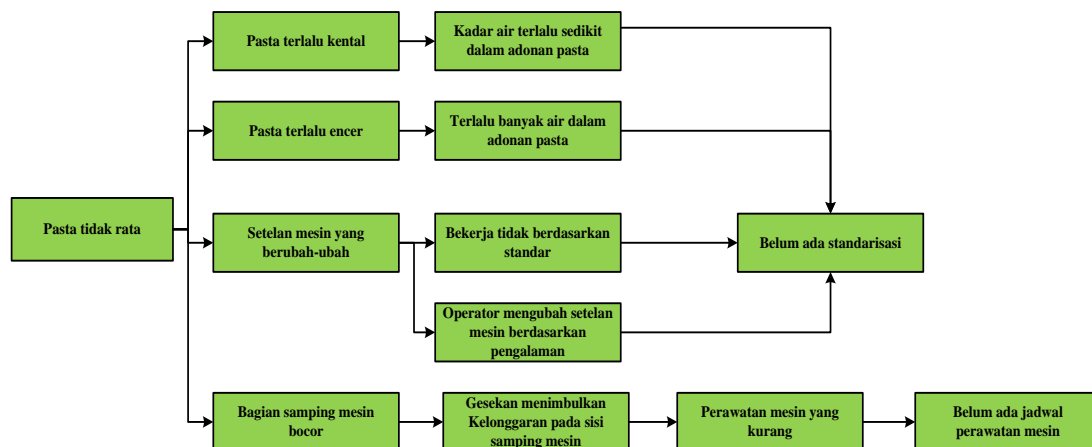 Pasta terlalu kental
Kadar air terlalu sedikit
dalam adonan pasta
Pasta terlalu encer
Terlalu banyak air dalam
adonan pasta
Pasta tidak rata
Setelan mesin yang
berubah-ubah
Bekerja tidak berdasarkan
standar
Belum ada standarisasi
Operator mengubah setelan
mesin berdasarkan
pengalaman
Bagian samping mesin
bocor
Gesekan menimbulkan
Kelonggaran pada sisi
samping mesin
Perawatan mesin yang
kurang
Belum ada jadwal
perawatan mesin